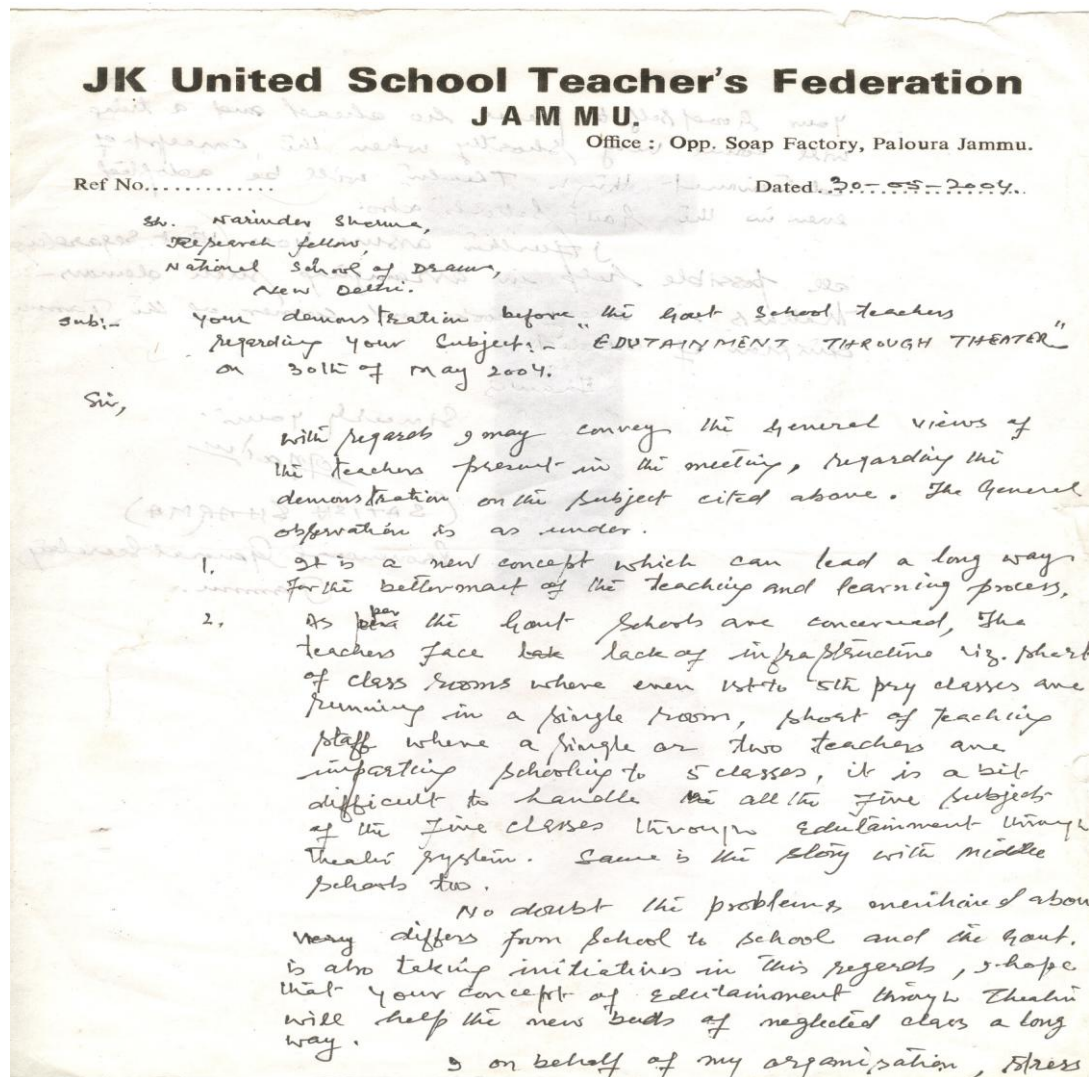 JK United School Teacher's Federation
JAMMU.
Office : Opp. Soap Factory, Paloura Jammu.
Ref No............. Dated..30-05-2004.
Sh. Narinder Sharma,
Research fellow,
National School of Drama,
New Delhi.
Sub:- Your demonstration before the Govt School teachers
regarding your Subject:- "EDUTAINMENT THROUGH THEATER"
on 30th of May 2004.
Sir,
With regards I may convey the General views of
the teachers present in the meeting, regarding the
demonstration on the subject cited above. The General
observation is as under.
1. It is a new concept which can lead a long way
for the betterment of the teaching and learning process.
2. As per the Govt Schools are concerned, The
teachers face lack of infrastructure viz. short
of class rooms where even 1st to 5th pry classes are
running in a single room, short of teaching
staff where a single or two teachers are
imparting schooling to 5 classes, it is a bit
difficult to handle all the five subjects
of the five classes through edutainment through
theater system. Same is the story with middle
schools too.
No doubt the problems mentioned abov
very differs from school to school and the Govt.
is also taking initiatives in this regards, I hope
that your concept of edutainment through theater
will help the new buds of neglected class a long
way.
I on behalf of my organisation, stress